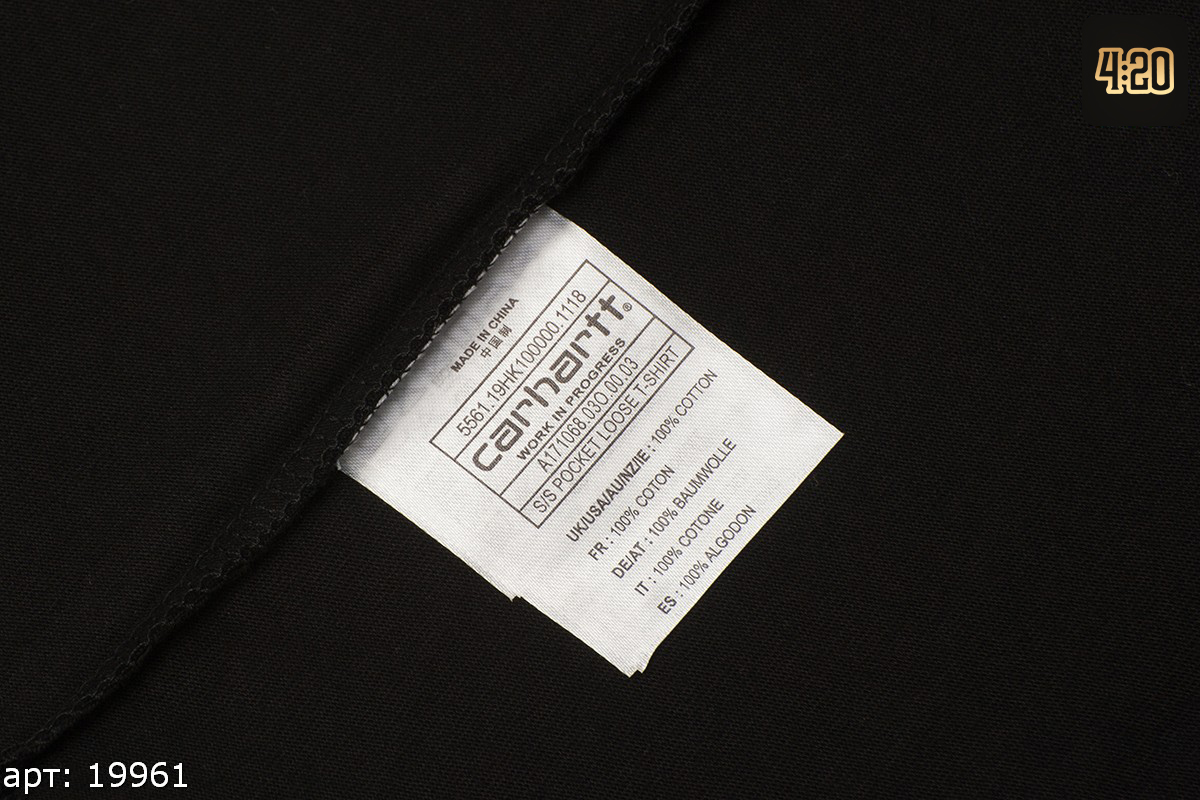 4:20
MADE IN CHINA
中国制
5561.19HK100000.1118
carhartt®
WORK IN PROGRESS
A171068.03O.00.03
S/S POCKET LOOSE T-SHIRT
UK/USA/AU/NZ/IE : 100% COTTON
FR : 100% COTON
DE/AT : 100% BAUMWOLLE
IT : 100% COTONE
ES : 100% ALGODON
арт: 19961